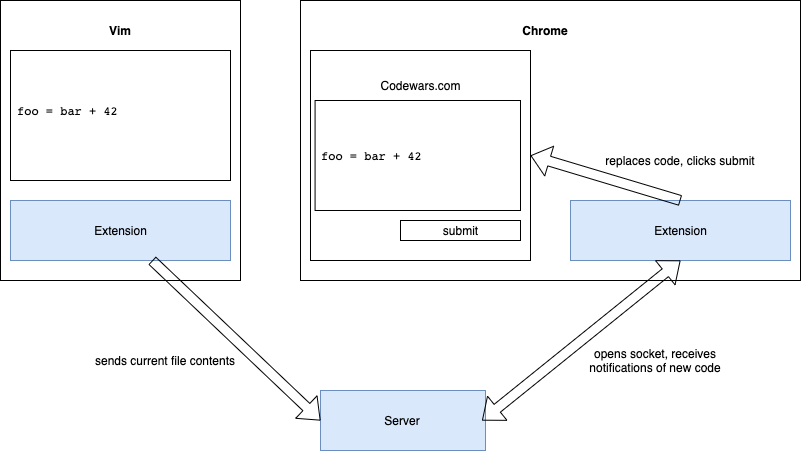 Vim
foo = bar + 42
Extension
Chrome
Codewars.com
foo = bar + 42
submit
replaces code, clicks submit
Extension
sends current file contents
opens socket, receives
notifications of new code
Server